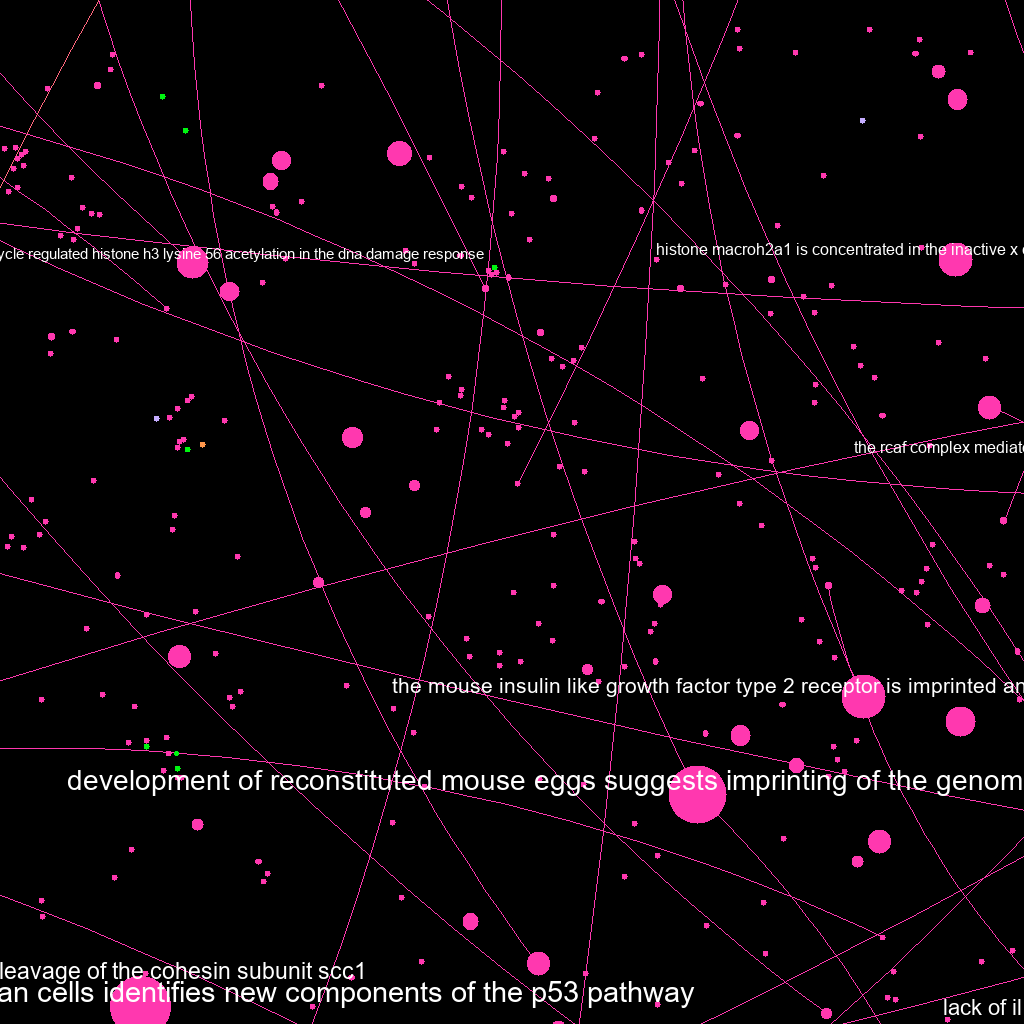 histone macroh2a1 is concentrated in the inactive x
ycle regulated histone h3 lysine 56 acetylation in the dna damage response
the rcaf complex mediate
the mouse insulin like growth factor type 2 receptor is imprinted an
development of reconstituted mouse eggs suggests imprinting of the genom
leavage of the cohesin subunit scc1
an cells identifies new components of the p53 pathway
lack of il